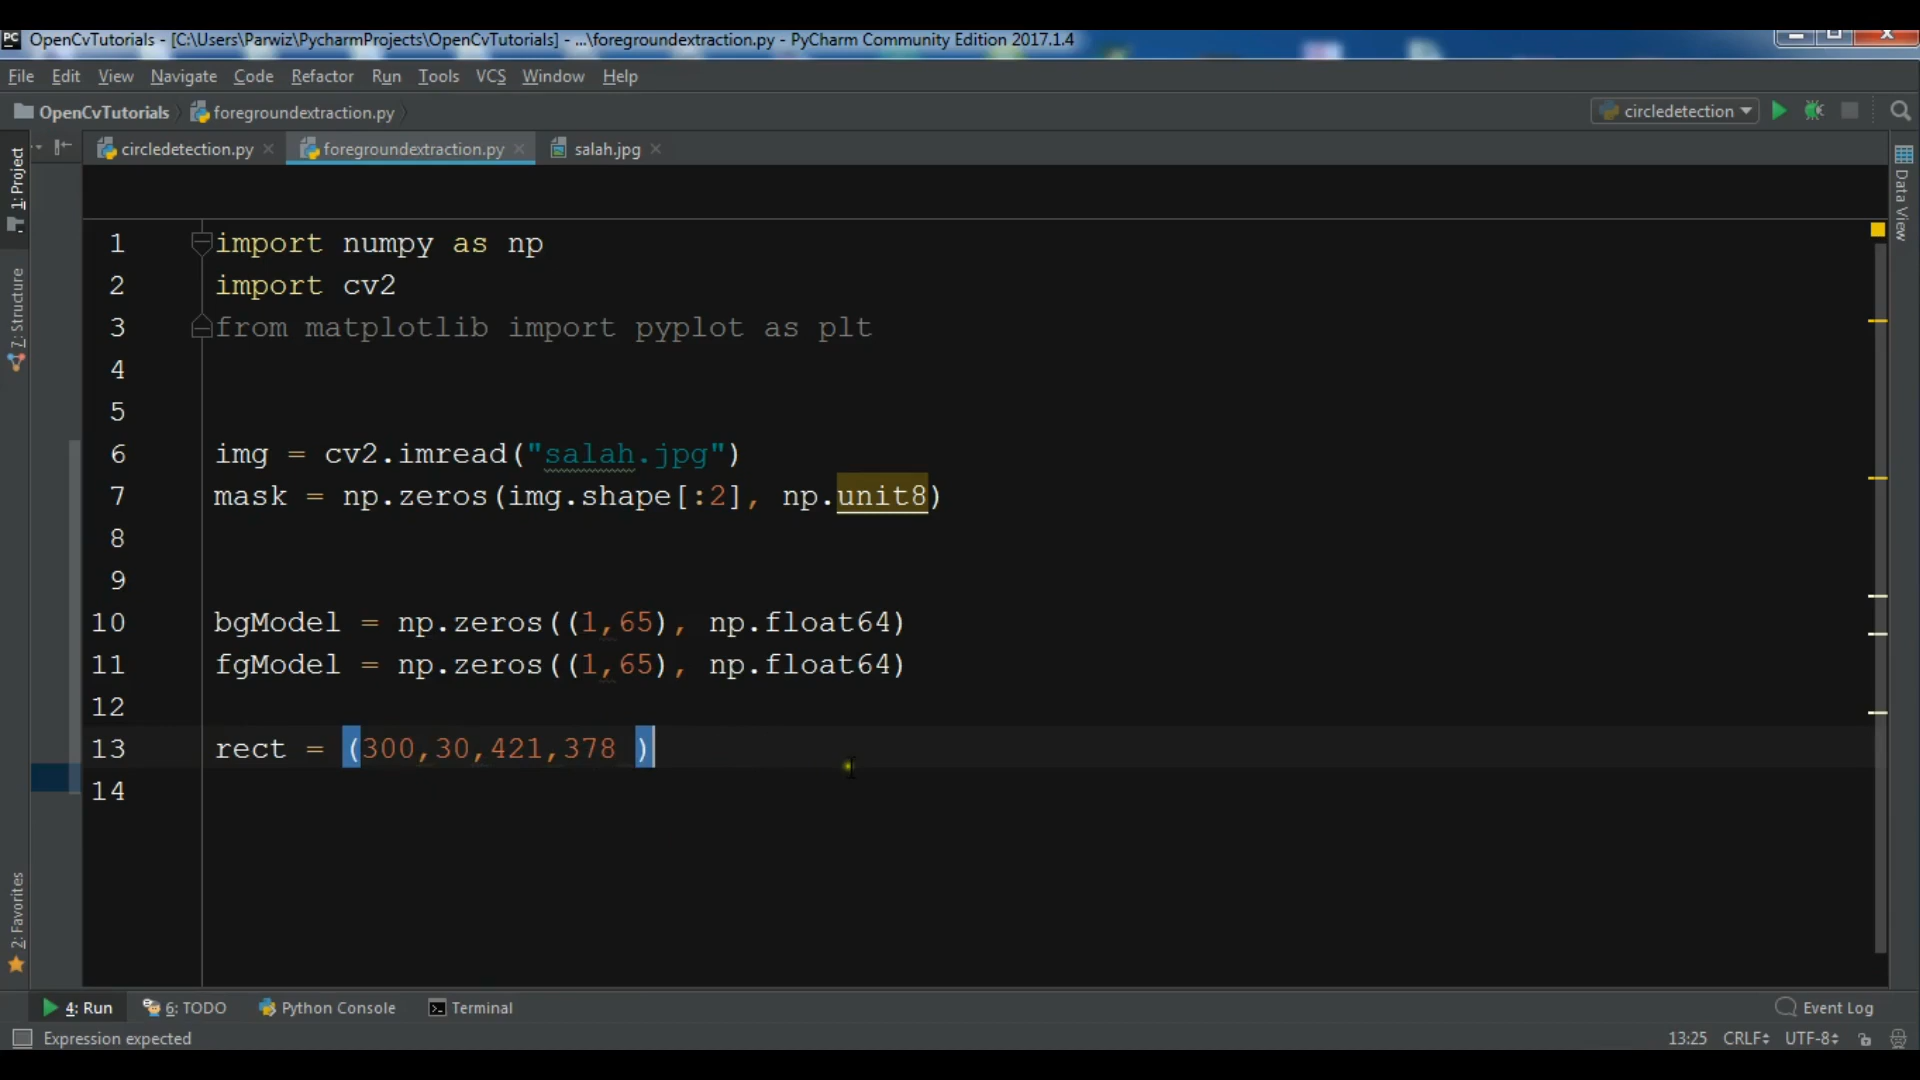 PC OpenCvTutorials - [C:\Users\Parwiz\PycharmProjects\OpenCvTutorials] - ...\foregroundextraction.py - PyCharm Community Edition 2017.1.4
File Edit View Navigate Code Refactor Run Tools VCS Window Help
OpenCvTutorials foregroundextraction.py circledetection
circledetection.py foregroundextraction.py salah.jpg
1: Project
7: Structure
2: Favorites
Data View
1 import numpy as np
2 import cv2
3 from matplotlib import pyplot as plt
4
5
6 img = cv2.imread("salah.jpg")
7 mask = np.zeros(img.shape[:2], np.unit8)
8
9
10 bgModel = np.zeros((1,65), np.float64)
11 fgModel = np.zeros((1,65), np.float64)
12
13 rect = (300,30,421,378 )
14
4: Run 6: TODO Python Console Terminal Event Log
Expression expected 13:25 CRLF UTF-8